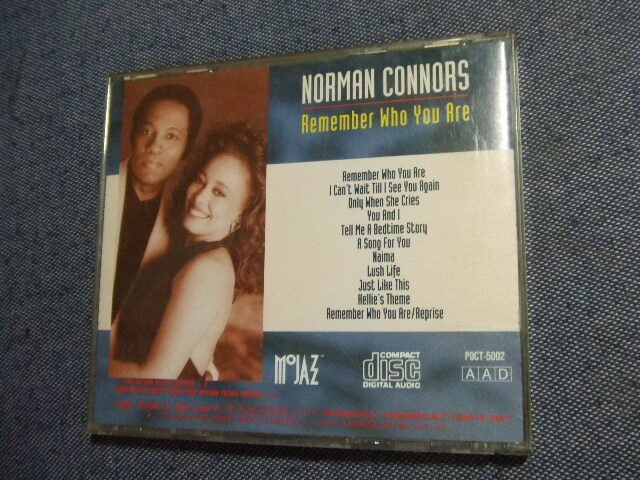 NORMAN CONNORS
Remember Who You Are
Remember Who You Are
I Can't Wait Till I See You Again
Only When She Cries
You And I
Tell Me A Bedtime Story
A Song For You
Naima
Lush Life
Just Like This
Kellie's Theme
Remember Who You Are/Reprise
MoJAZZ
COMPACT
disc
DIGITAL AUDIO
POCT-5002
AAD